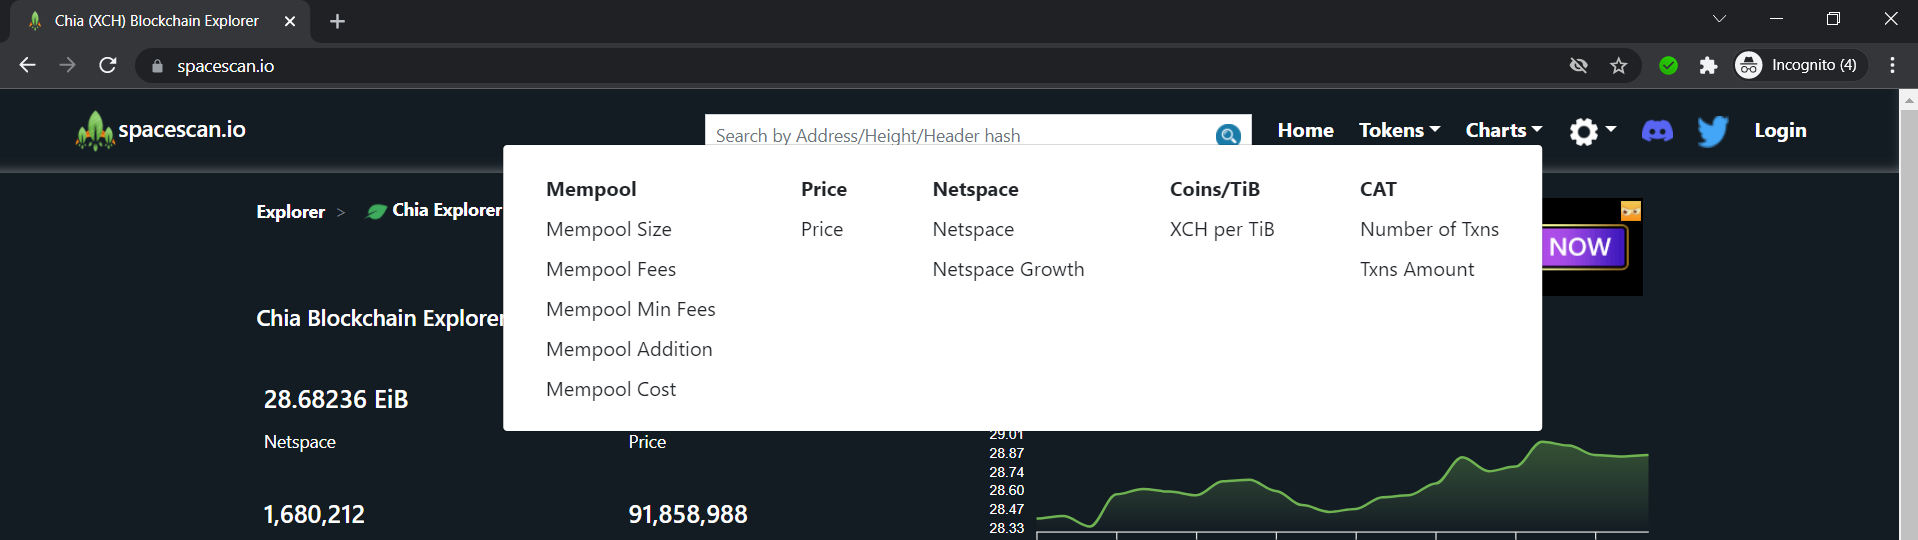 Chia (XCH) Blockchain Explorer
spacescan.io
Incognito (4)
spacescan.io
Search by Address/Height/Header hash
Home
Tokens
Charts
Login
Explorer > Chia Explorer
Mempool
Mempool Size
Mempool Fees
Mempool Min Fees
Mempool Addition
Mempool Cost
Price
Price
Netspace
Netspace
Netspace Growth
Coins/TiB
XCH per TiB
CAT
Number of Txns
Txns Amount
NOW
Chia Blockchain Explorer
28.68236 EiB
Netspace
Price
1,680,212
91,858,988
29.01
28.87
28.74
28.60
28.47
28.33